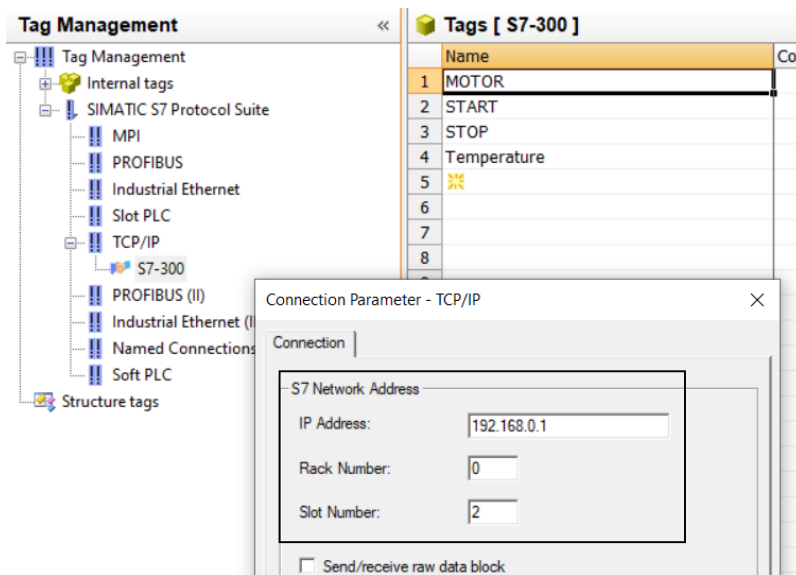 Tag Management «
Tag Management
Internal tags
SIMATIC S7 Protocol Suite
MPI
PROFIBUS
Industrial Ethernet
Slot PLC
TCP/IP
S7-300
PROFIBUS (II)
Industrial Ethernet (I
Named Connections
Soft PLC
Structure tags
Tags [ S7-300 ]
Name Co
1 MOTOR
2 START
3 STOP
4 Temperature
5
6
7
8
Connection Parameter - TCP/IP
Connection
S7 Network Address
IP Address: 192.168.0.1
Rack Number: 0
Slot Number: 2
Send/receive raw data block